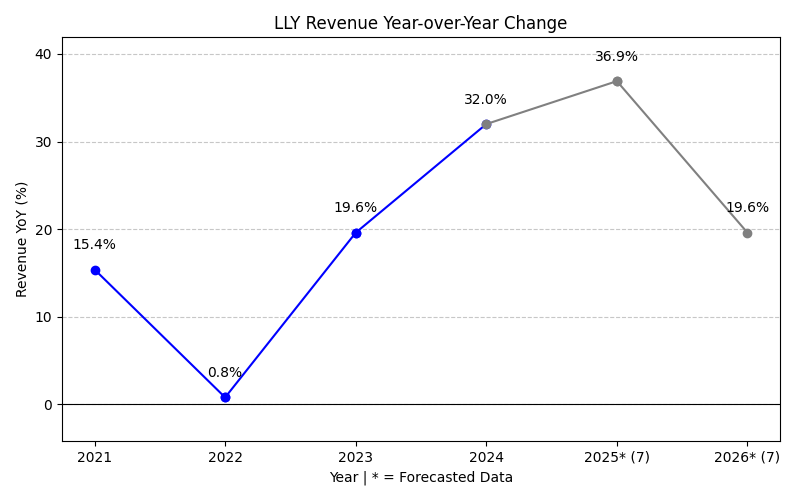 LLY Revenue Year-over-Year Change
40
30
20
10
0
Revenue YoY (%)
15.4%
0.8%
19.6%
32.0%
36.9%
19.6%
2021 2022 2023 2024 2025* (7) 2026* (7)
Year | * = Forecasted Data